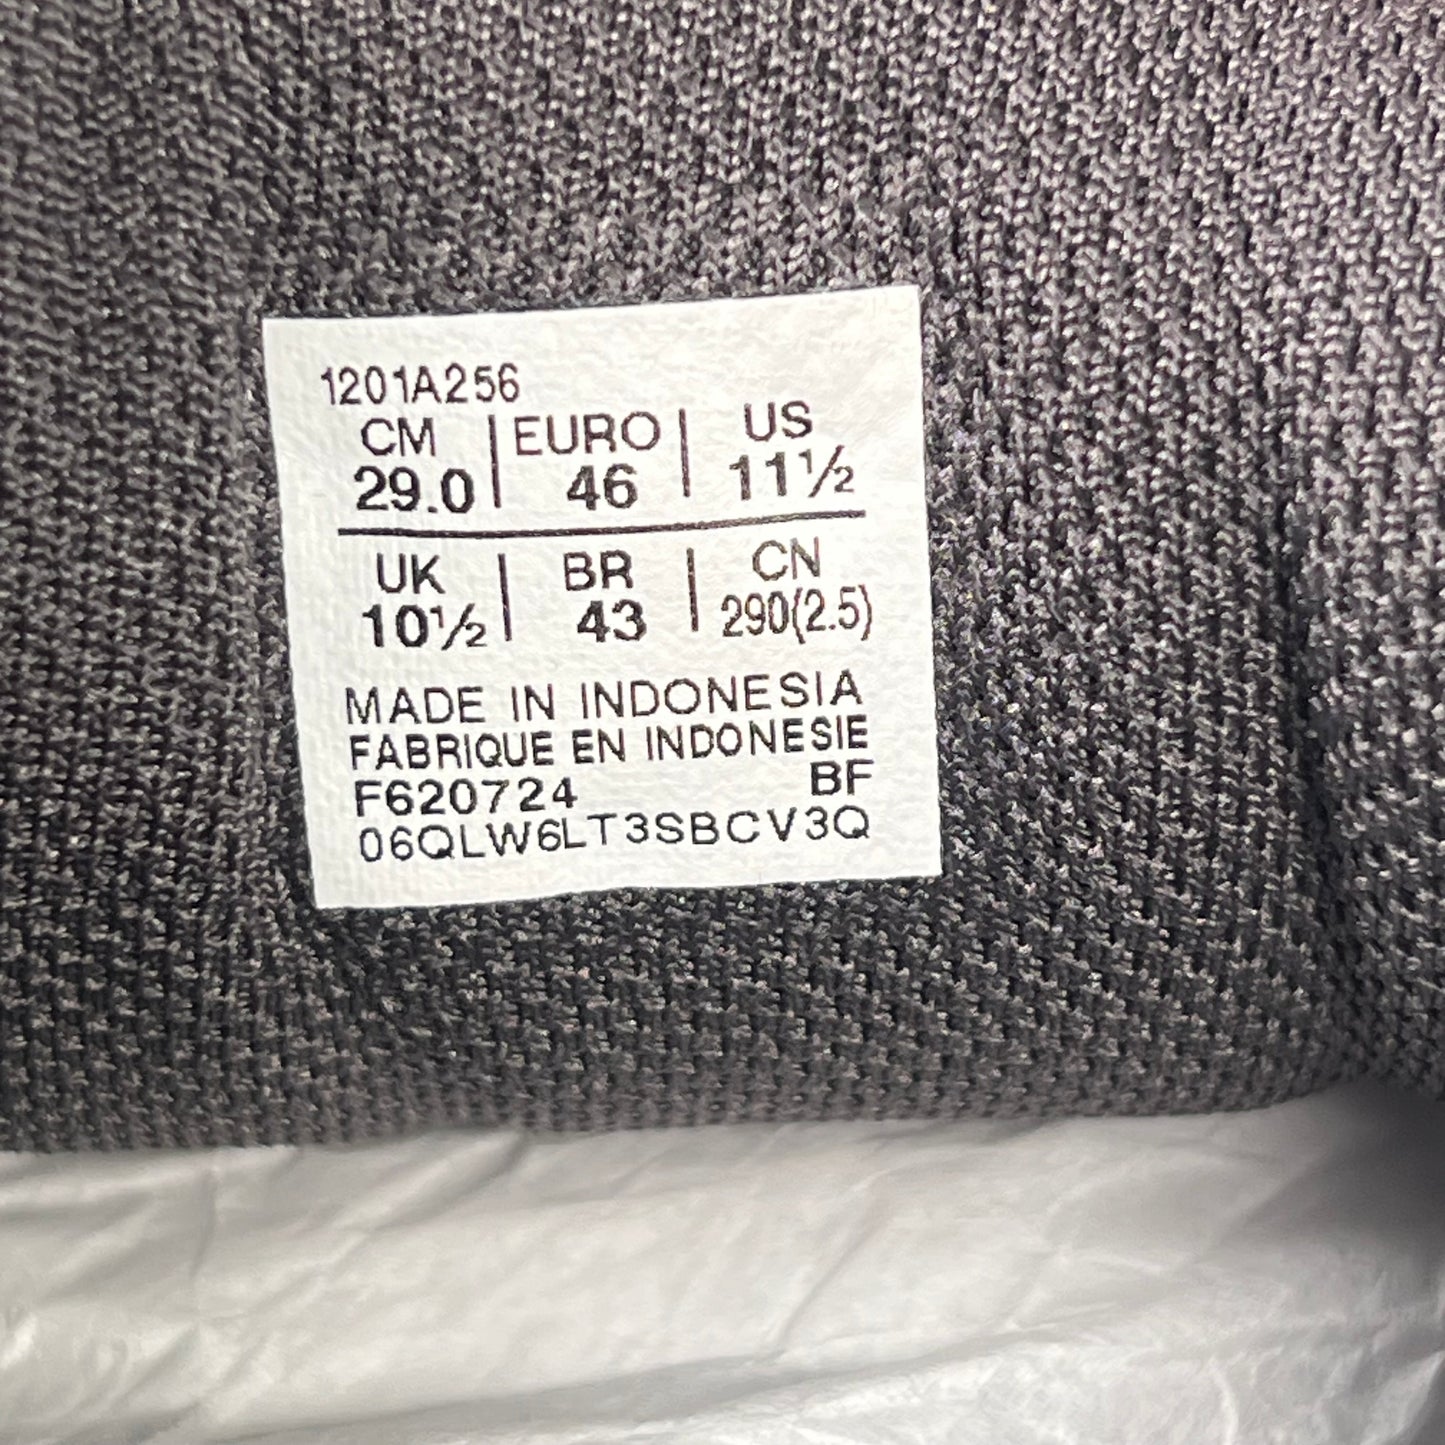 1201A256
CM | EURO | US
29.0 | 46 | 11½
UK | BR | CN
10½ | 43 | 290(2.5)
MADE IN INDONESIA
FABRIQUE EN INDONESIE
F620724 BF
06QLW6LT3SBCV3Q